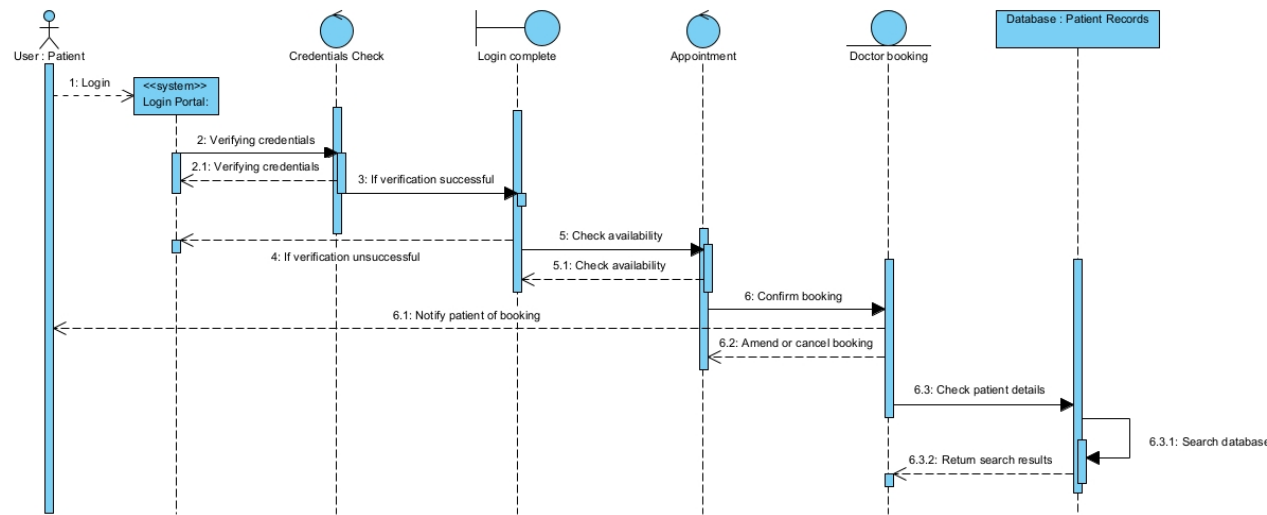 User : Patient
Credentials Check
Login complete
Appointment
Doctor booking
Database : Patient Records
1: Login
<<system>>
Login Portal:
2: Verifying credentials
2.1: Verifying credentials
3: If verification successful
4: If verification unsuccessful
5: Check availability
5.1: Check availability
6: Confirm booking
6.1: Notify patient of booking
6.2: Amend or cancel booking
6.3: Check patient details
6.3.1: Search database
6.3.2: Return search results